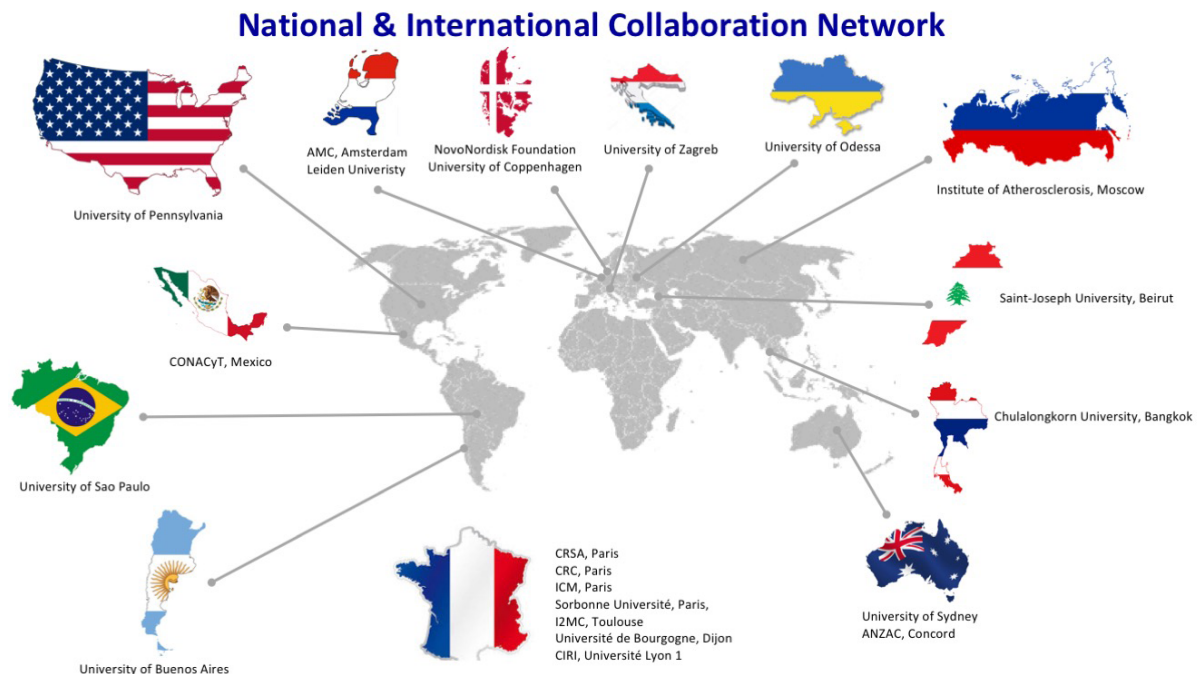 National & International Collaboration Network
AMC, Amsterdam
Leiden Univeristy
NovoNordisk Foundation
University of Coppenhagen
University of Zagreb
University of Odessa
Institute of Atherosclerosis, Moscow
University of Pennsylvania
Saint-Joseph University, Beirut
CONACyT, Mexico
Chulalongkorn University, Bangkok
University of Sao Paulo
CRSA, Paris
CRC, Paris
ICM, Paris
Sorbonne Université, Paris,
I2MC, Toulouse
Université de Bourgogne, Dijon
CIRI, Université Lyon 1
University of Sydney
ANZAC, Concord
University of Buenos Aires